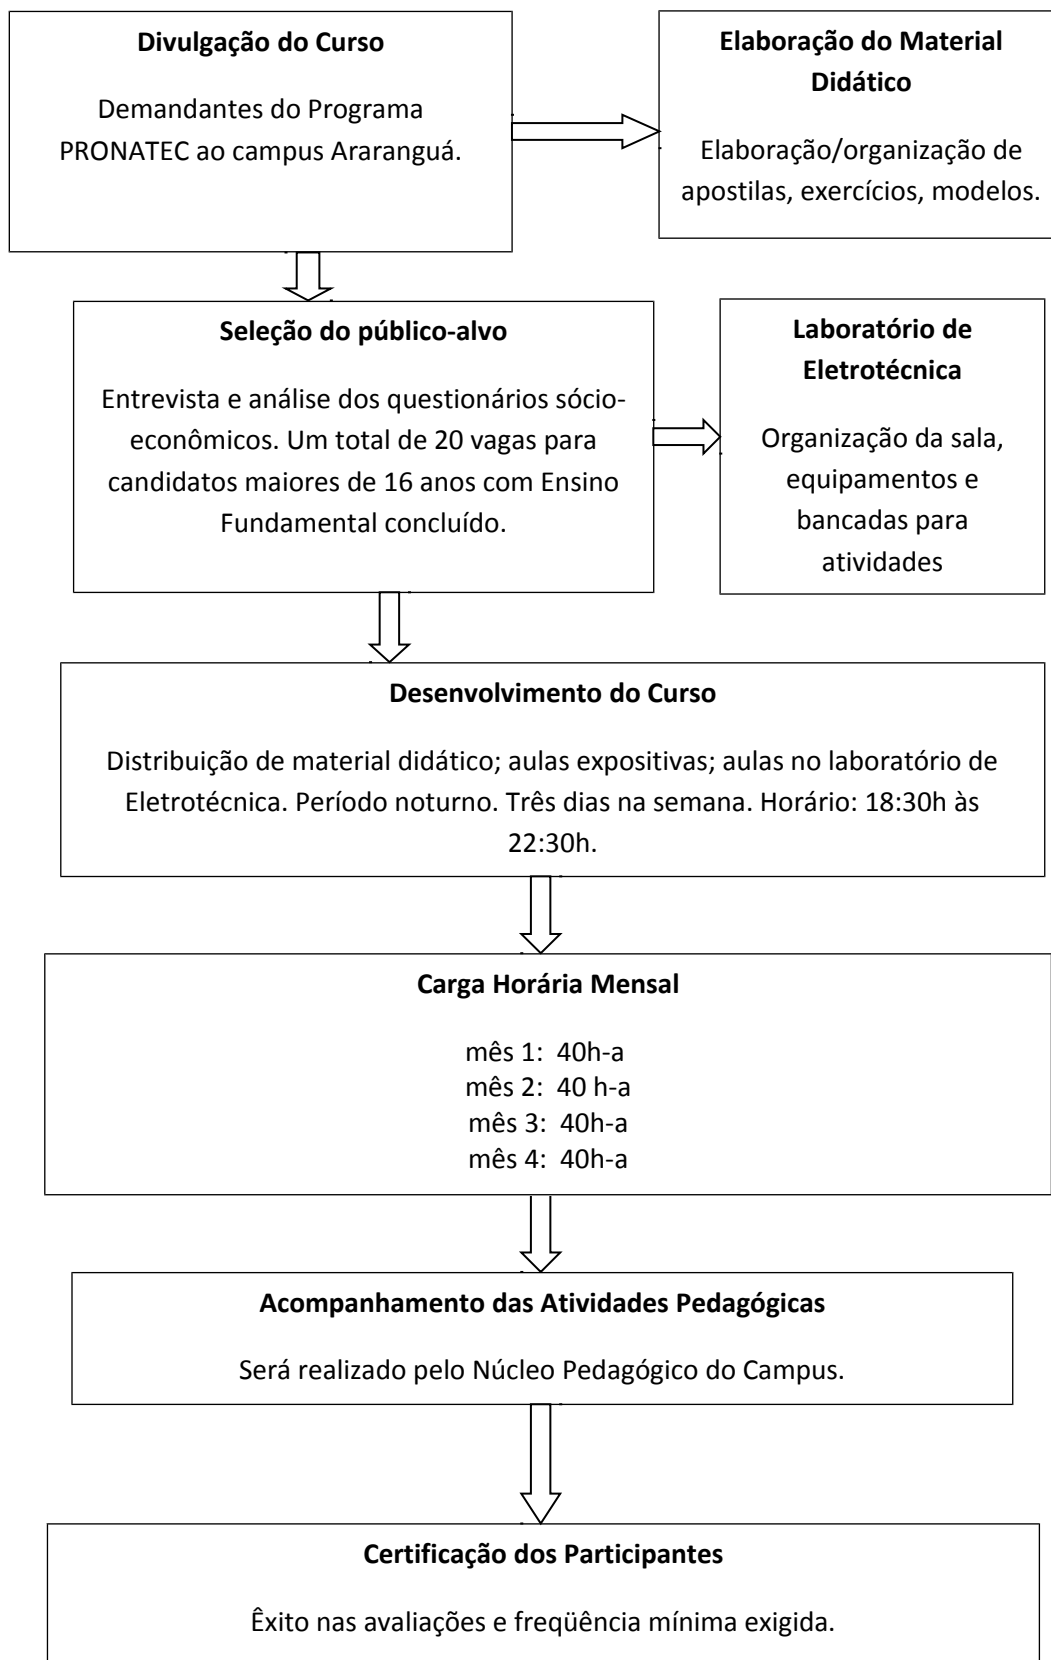 Divulgação do Curso
Demandantes do Programa
PRONATEC ao campus Araranguá.
Elaboração do Material
Didático
Elaboração/organização de
apostilas, exercícios, modelos.
Seleção do público-alvo
Entrevista e análise dos questionários sócio-
econômicos. Um total de 20 vagas para
candidatos maiores de 16 anos com Ensino
Fundamental concluído.
Laboratório de
Eletrotécnica
Organização da sala,
equipamentos e
bancadas para
atividades
Desenvolvimento do Curso
Distribuição de material didático; aulas expositivas; aulas no laboratório de
Eletrotécnica. Período noturno. Três dias na semana. Horário: 18:30h às
22:30h.
Carga Horária Mensal
mês 1:  40h-a
mês 2:  40 h-a
mês 3:  40h-a
mês 4:  40h-a
Acompanhamento das Atividades Pedagógicas
Será realizado pelo Núcleo Pedagógico do Campus.
Certificação dos Participantes
Êxito nas avaliações e freqüência mínima exigida.